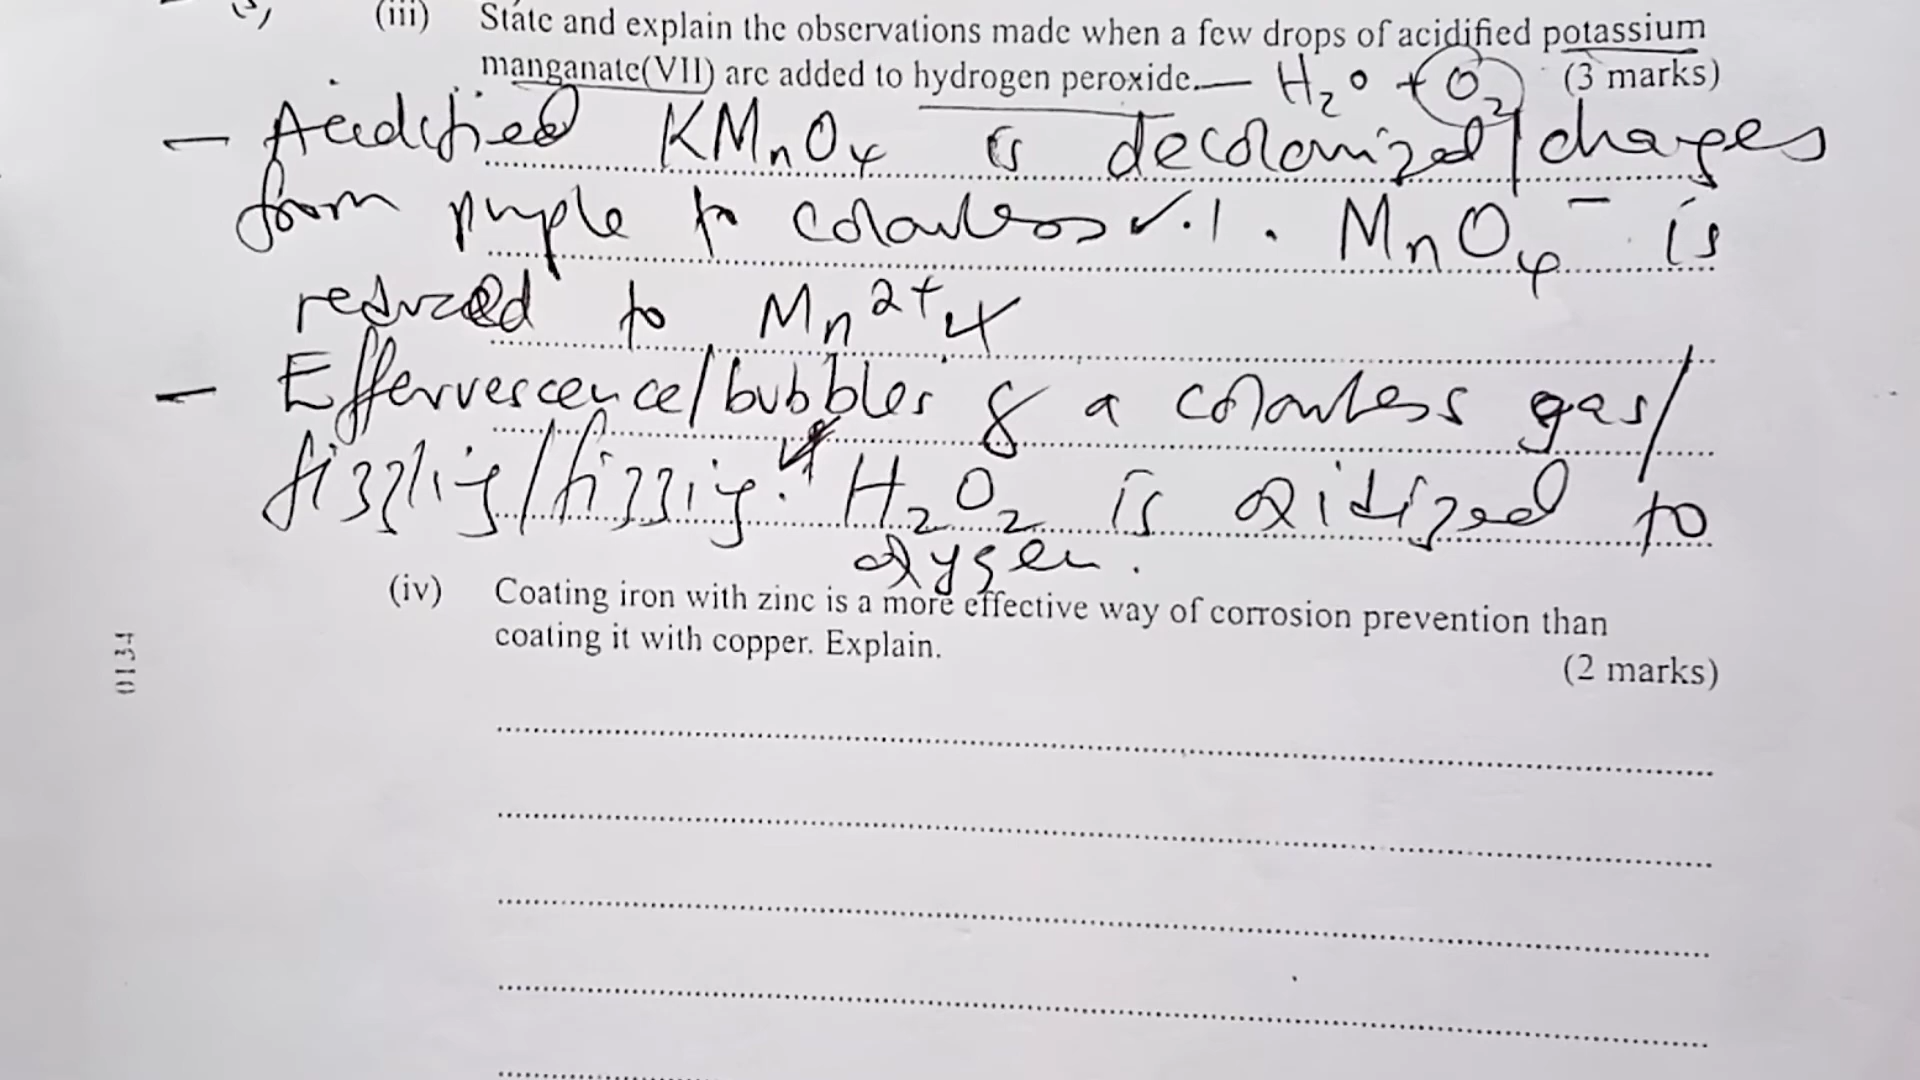 (iii) State and explain the observations made when a few drops of acidified potassium
manganate(VII) are added to hydrogen peroxide. — H₂O + O₂ (3 marks)
— Acidified KMnO₄ is decolourized/changes
from purple to colourless ✓.1. MnO₄⁻ is
reduced to Mn²⁺
— Effervescence/bubbles of a colourless gas/
fizzling/fizzing. H₂O₂ is oxidized to
oxygen.
(iv) Coating iron with zinc is a more effective way of corrosion prevention than
coating it with copper. Explain.
(2 marks)
0134